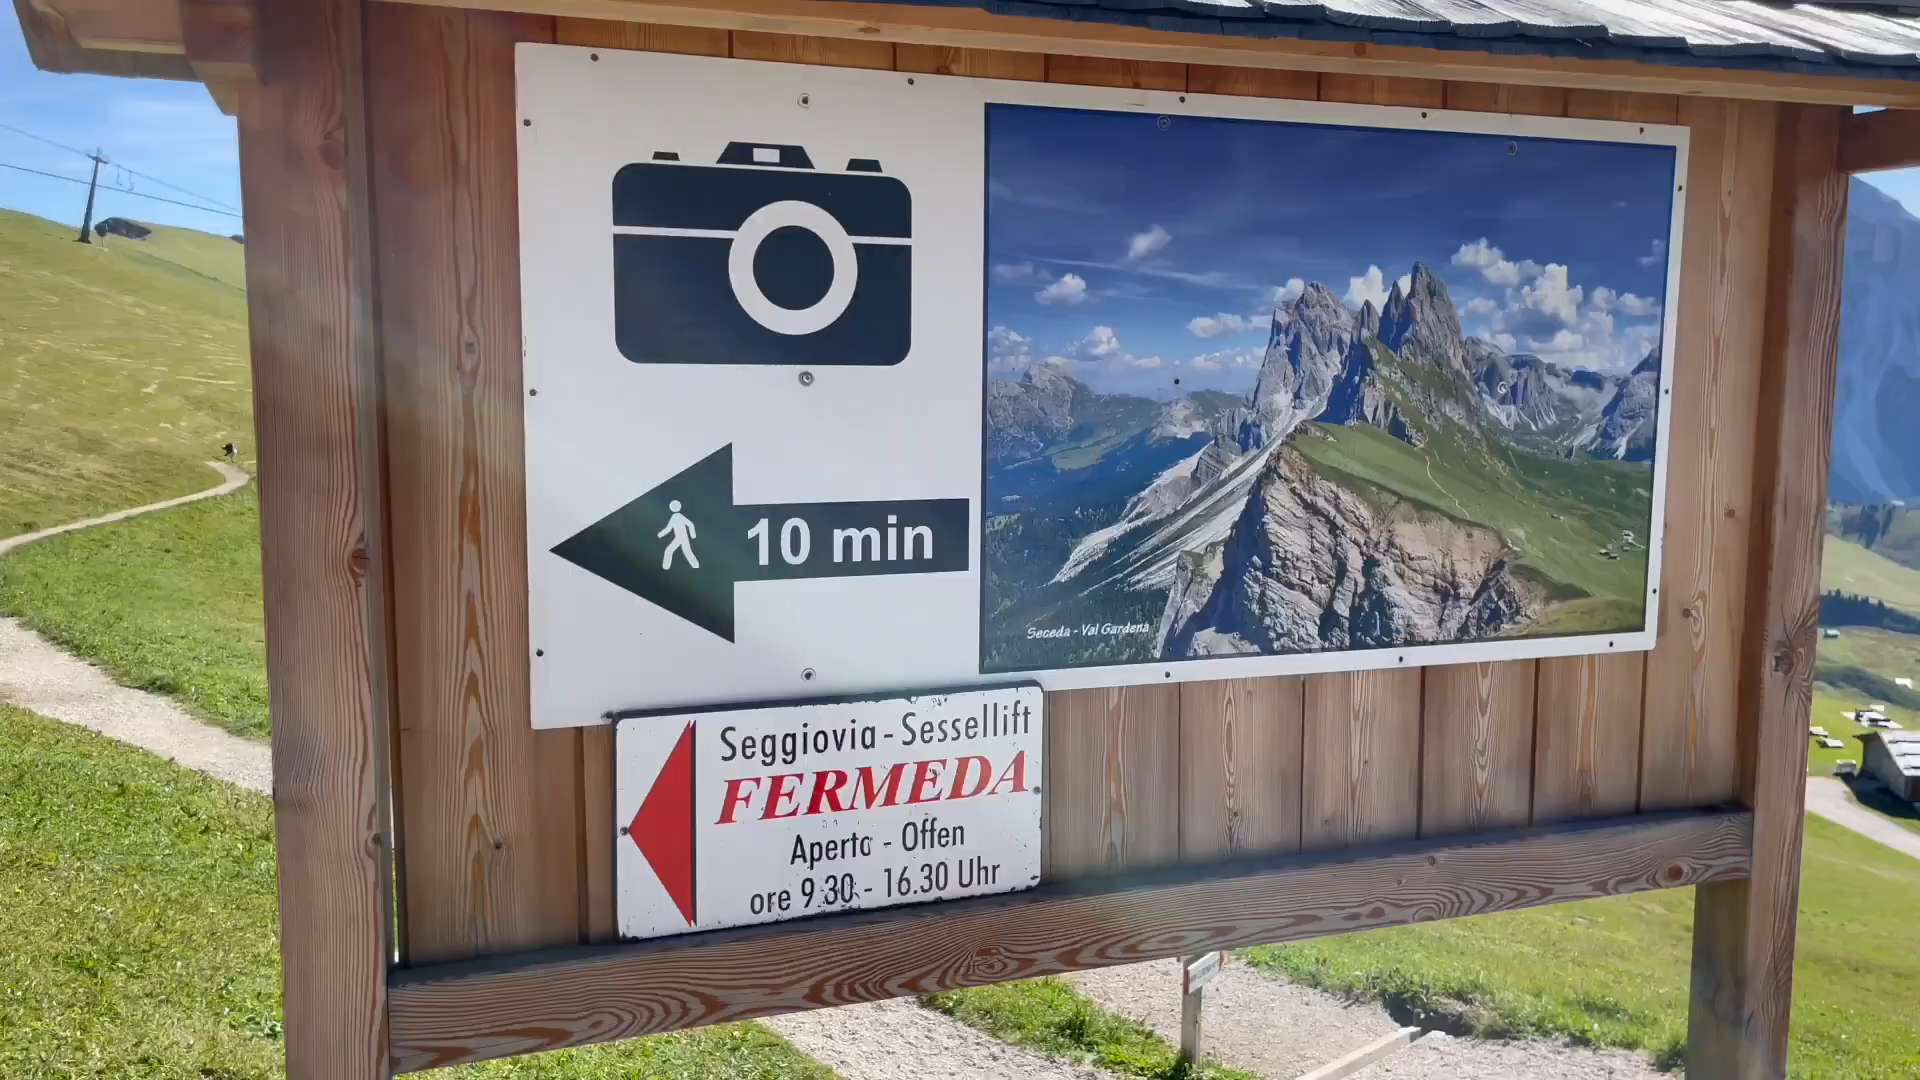 10 min
Seceda - Val Gardena
Seggiovia - Sessellift
FERMEDA
Aperto - Offen
ore 9.30 - 16.30 Uhr